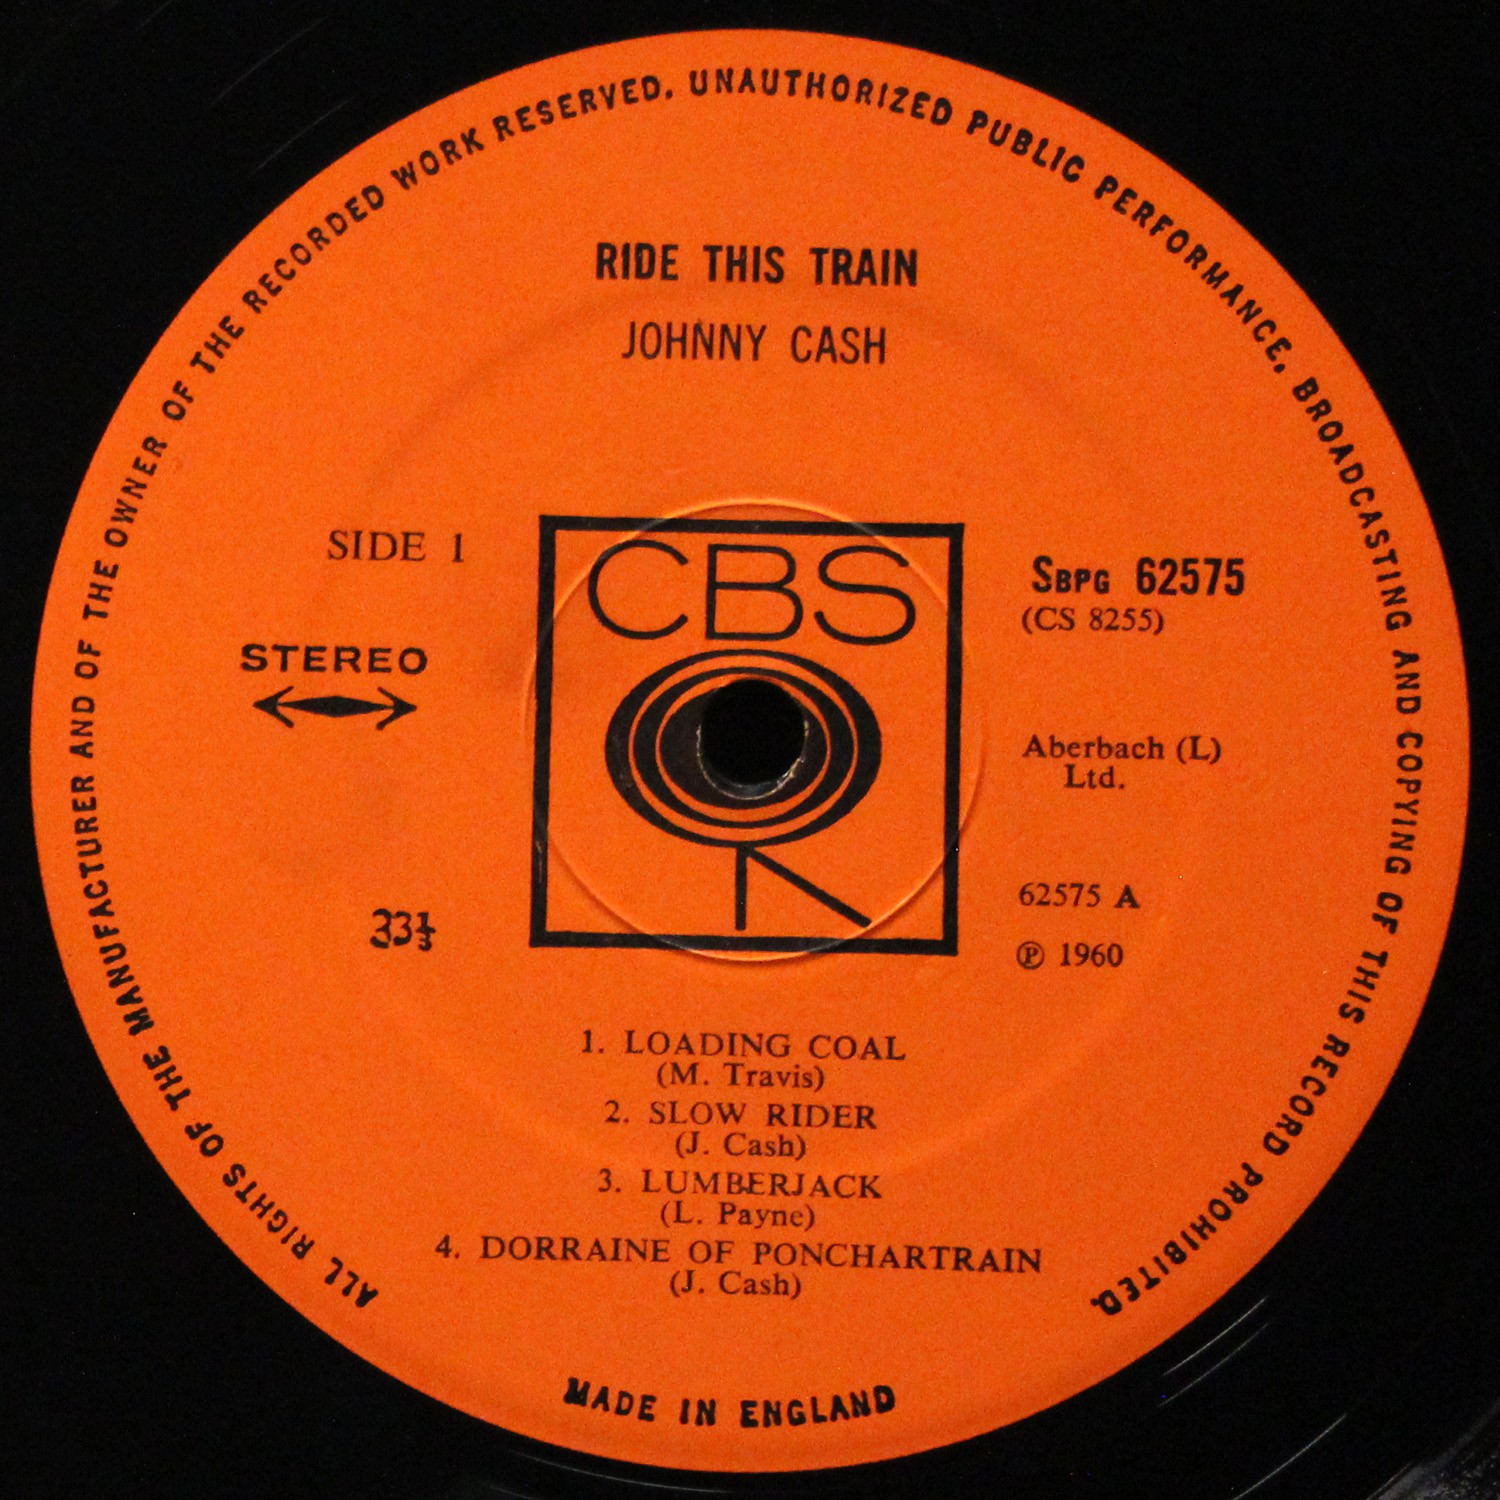 ALL RIGHTS OF THE MANUFACTURER AND OF THE OWNER OF THE RECORDED WORK RESERVED. UNAUTHORIZED PUBLIC PERFORMANCE, BROADCASTING AND COPYING OF THIS RECORD PROHIBITED.
RIDE THIS TRAIN
JOHNNY CASH
SIDE 1
STEREO
33⅓
CBS
SBPG 62575
(CS 8255)
Aberbach (L)
Ltd.
62575 A
℗ 1960
1. LOADING COAL
(M. Travis)
2. SLOW RIDER
(J. Cash)
3. LUMBERJACK
(L. Payne)
4. DORRAINE OF PONCHARTRAIN
(J. Cash)
MADE IN ENGLAND